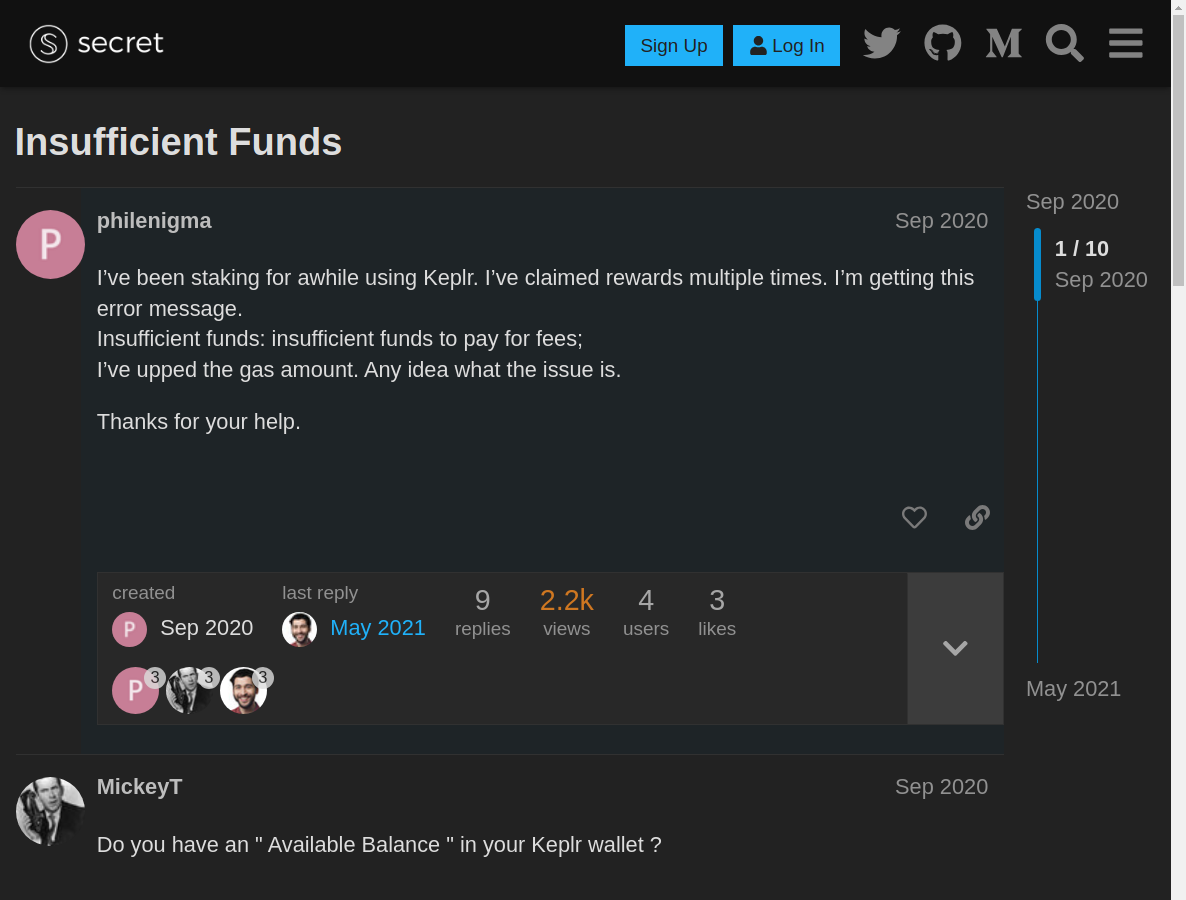 secret
Sign Up
Log In
Insufficient Funds
P
philenigma
Sep 2020
I’ve been staking for awhile using Keplr. I’ve claimed rewards multiple times. I’m getting this
error message.
Insufficient funds: insufficient funds to pay for fees;
I’ve upped the gas amount. Any idea what the issue is.
Thanks for your help.
created
P
Sep 2020
last reply
May 2021
9
replies
2.2k
views
4
users
3
likes
P
3
3
3
Sep 2020
1 / 10
Sep 2020
May 2021
MickeyT
Sep 2020
Do you have an " Available Balance " in your Keplr wallet ?